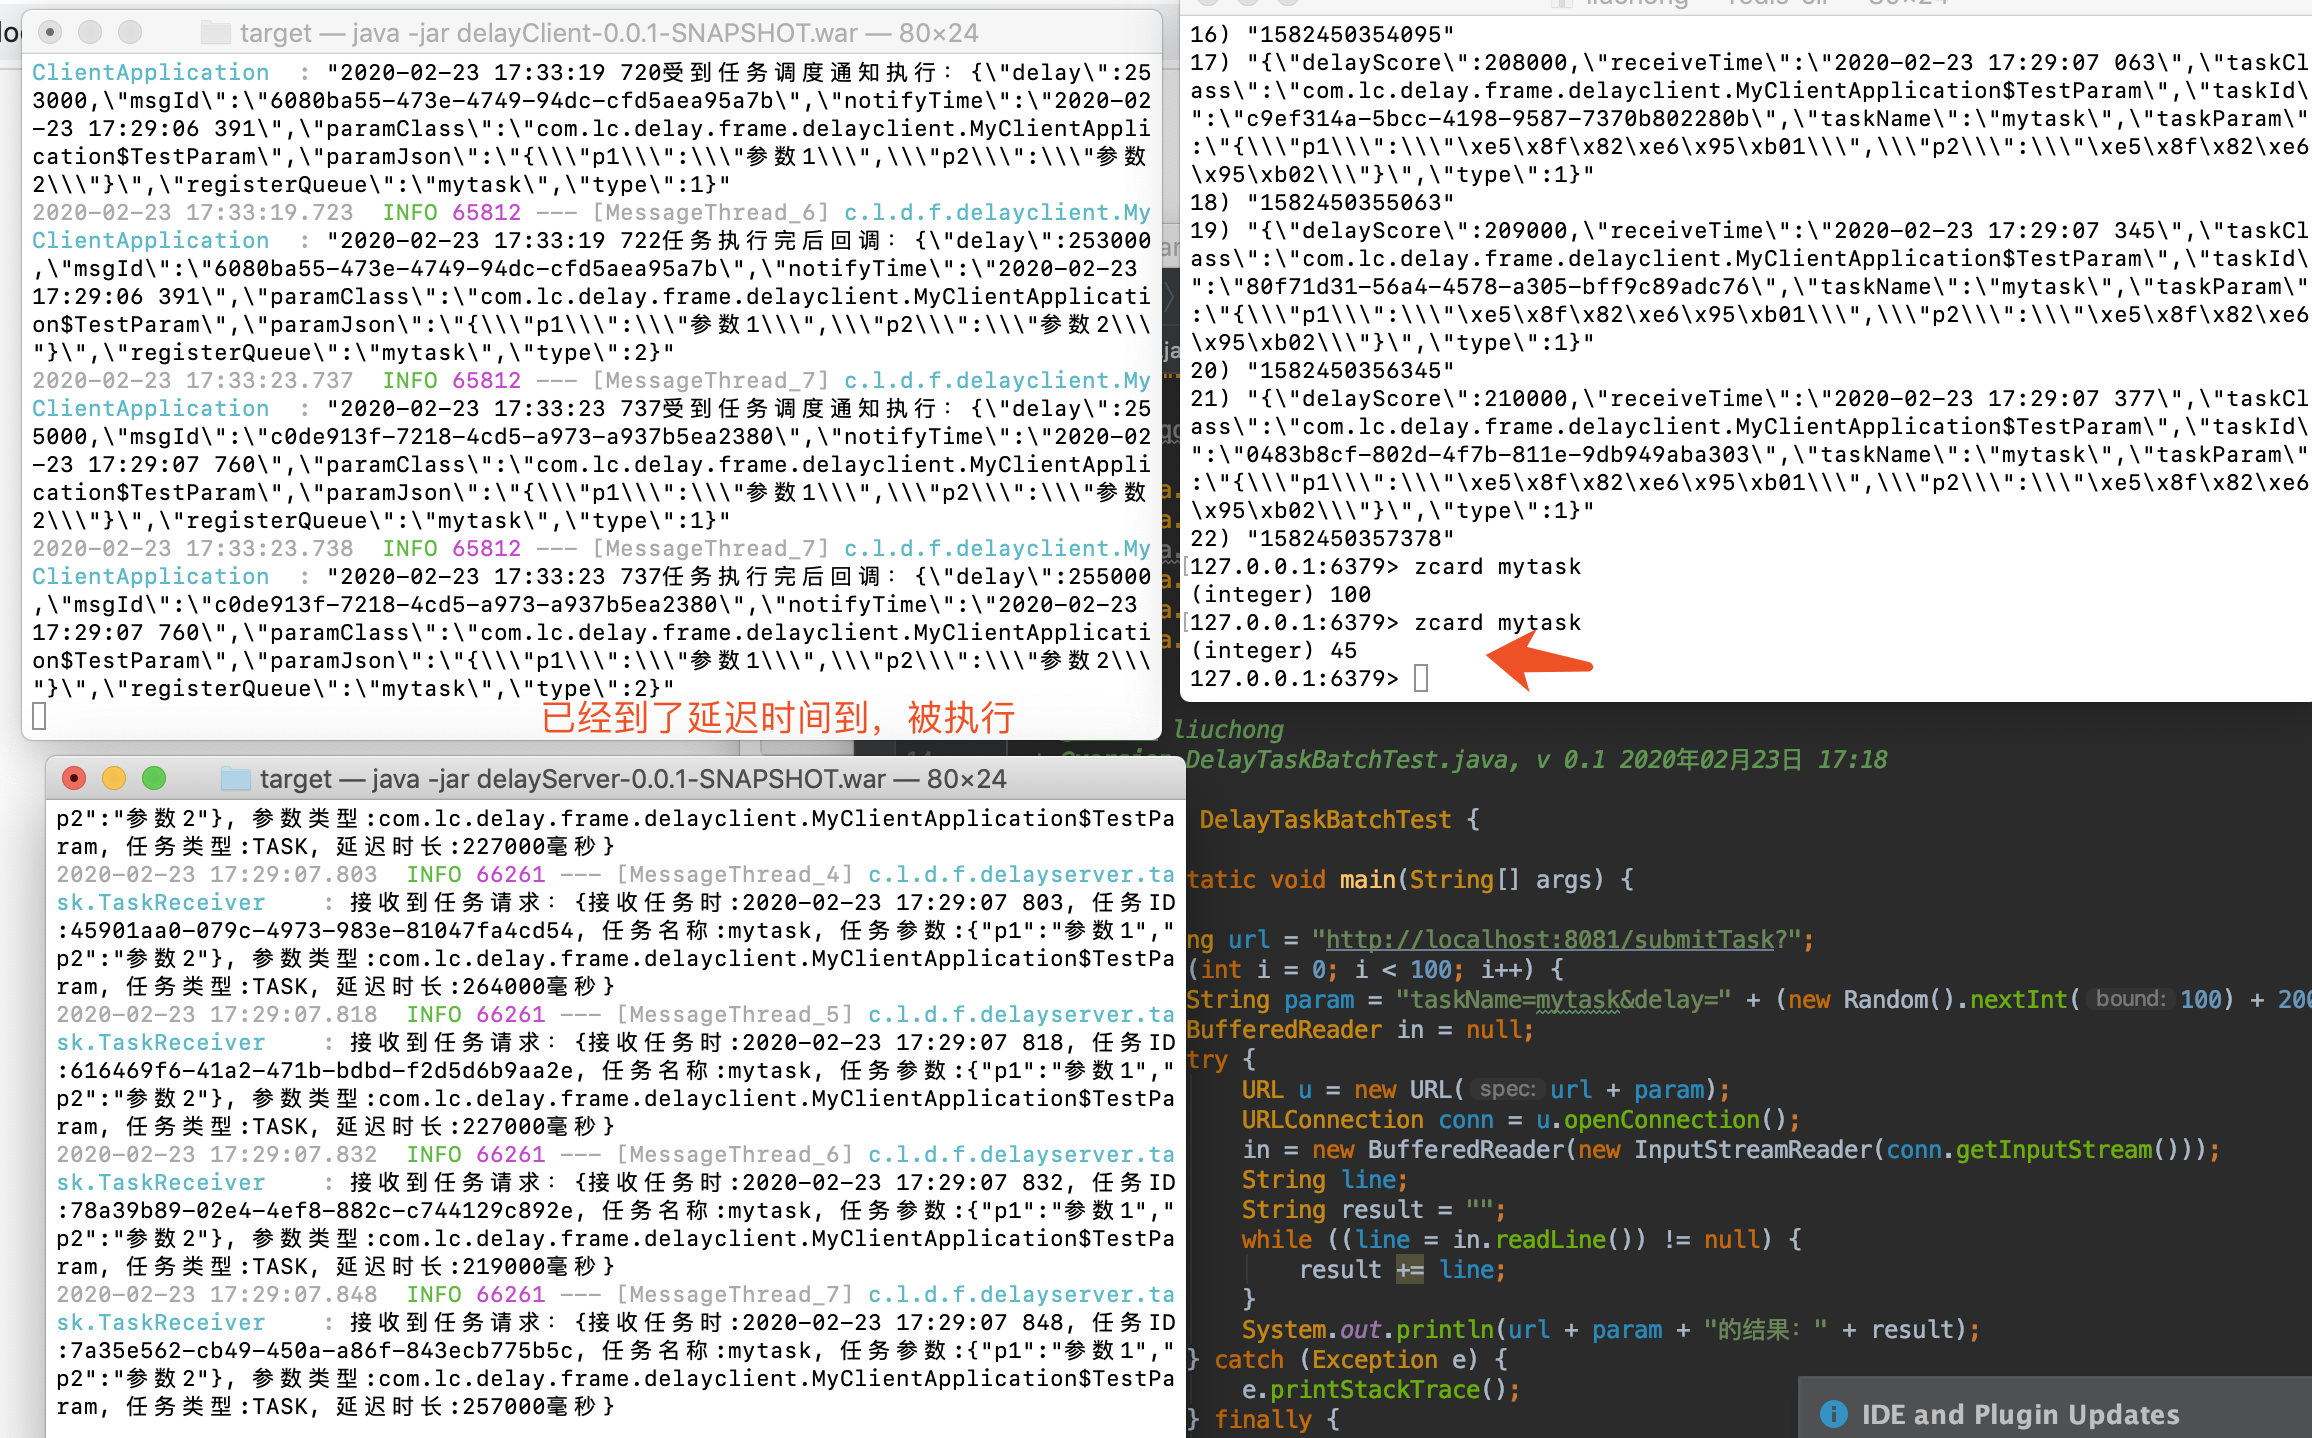 target — java -jar delayClient-0.0.1-SNAPSHOT.war — 80×24
ClientApplication  : "2020-02-23 17:33:19 720受到任务调度通知执行: {\"delay\":25
3000,\"msgId\":\"6080ba55-473e-4749-94dc-cfd5aea95a7b\",\"notifyTime\":\"2020-02
-23 17:29:06 391\",\"paramClass\":\"com.lc.delay.frame.delayclient.MyClientAppli
cation$TestParam\",\"paramJson\":\"{\\\"p1\\\":\\\"参数1\\\",\\\"p2\\\":\\\"参数
2\\\"}\",\"registerQueue\":\"mytask\",\"type\":1}"
2020-02-23 17:33:19.723  INFO 65812 --- [MessageThread_6] c.l.d.f.delayclient.My
ClientApplication  : "2020-02-23 17:33:19 722任务执行完后回调: {\"delay\":253000
,\"msgId\":\"6080ba55-473e-4749-94dc-cfd5aea95a7b\",\"notifyTime\":\"2020-02-23
17:29:06 391\",\"paramClass\":\"com.lc.delay.frame.delayclient.MyClientApplicati
on$TestParam\",\"paramJson\":\"{\\\"p1\\\":\\\"参数1\\\",\\\"p2\\\":\\\"参数2\\\
"}\",\"registerQueue\":\"mytask\",\"type\":2}"
2020-02-23 17:33:23.737  INFO 65812 --- [MessageThread_7] c.l.d.f.delayclient.My
ClientApplication  : "2020-02-23 17:33:23 737受到任务调度通知执行: {\"delay\":25
5000,\"msgId\":\"c0de913f-7218-4cd5-a973-a937b5ea2380\",\"notifyTime\":\"2020-02
-23 17:29:07 760\",\"paramClass\":\"com.lc.delay.frame.delayclient.MyClientAppli
cation$TestParam\",\"paramJson\":\"{\\\"p1\\\":\\\"参数1\\\",\\\"p2\\\":\\\"参数
2\\\"}\",\"registerQueue\":\"mytask\",\"type\":1}"
2020-02-23 17:33:23.738  INFO 65812 --- [MessageThread_7] c.l.d.f.delayclient.My
ClientApplication  : "2020-02-23 17:33:23 737任务执行完后回调: {\"delay\":255000
,\"msgId\":\"c0de913f-7218-4cd5-a973-a937b5ea2380\",\"notifyTime\":\"2020-02-23
17:29:07 760\",\"paramClass\":\"com.lc.delay.frame.delayclient.MyClientApplicati
on$TestParam\",\"paramJson\":\"{\\\"p1\\\":\\\"参数1\\\",\\\"p2\\\":\\\"参数2\\\
"}\",\"registerQueue\":\"mytask\",\"type\":2}"
已经到了延迟时间到，被执行
16) "1582450354095"
17) "{\"delayScore\":208000,\"receiveTime\":\"2020-02-23 17:29:07 063\",\"taskCl
ass\":\"com.lc.delay.frame.delayclient.MyClientApplication$TestParam\",\"taskId\
":\"c9ef314a-5bcc-4198-9587-7370b802280b\",\"taskName\":\"mytask\",\"taskParam\"
:\"{\\\"p1\\\":\\\"\xe5\x8f\x82\xe6\x95\xb01\\\",\\\"p2\\\":\\\"\xe5\x8f\x82\xe6
\x95\xb02\\\"}\",\"type\":1}"
18) "1582450355063"
19) "{\"delayScore\":209000,\"receiveTime\":\"2020-02-23 17:29:07 345\",\"taskCl
ass\":\"com.lc.delay.frame.delayclient.MyClientApplication$TestParam\",\"taskId\
":\"80f71d31-56a4-4578-a305-bff9c89adc76\",\"taskName\":\"mytask\",\"taskParam\"
:\"{\\\"p1\\\":\\\"\xe5\x8f\x82\xe6\x95\xb01\\\",\\\"p2\\\":\\\"\xe5\x8f\x82\xe6
\x95\xb02\\\"}\",\"type\":1}"
20) "1582450356345"
21) "{\"delayScore\":210000,\"receiveTime\":\"2020-02-23 17:29:07 377\",\"taskCl
ass\":\"com.lc.delay.frame.delayclient.MyClientApplication$TestParam\",\"taskId\
":\"0483b8cf-802d-4f7b-811e-9db949aba303\",\"taskName\":\"mytask\",\"taskParam\"
:\"{\\\"p1\\\":\\\"\xe5\x8f\x82\xe6\x95\xb01\\\",\\\"p2\\\":\\\"\xe5\x8f\x82\xe6
\x95\xb02\\\"}\",\"type\":1}"
22) "1582450357378"
127.0.0.1:6379> zcard mytask
(integer) 100
127.0.0.1:6379> zcard mytask
(integer) 45
127.0.0.1:6379>
target — java -jar delayServer-0.0.1-SNAPSHOT.war — 80×24
p2":"参数2"}, 参数类型:com.lc.delay.frame.delayclient.MyClientApplication$TestPa
ram, 任务类型:TASK, 延迟时长:227000毫秒}
2020-02-23 17:29:07.803  INFO 66261 --- [MessageThread_4] c.l.d.f.delayserver.ta
sk.TaskReceiver    : 接收到任务请求: {接收任务时:2020-02-23 17:29:07 803, 任务ID
:45901aa0-079c-4973-983e-81047fa4cd54, 任务名称:mytask, 任务参数:{"p1":"参数1","
p2":"参数2"}, 参数类型:com.lc.delay.frame.delayclient.MyClientApplication$TestPa
ram, 任务类型:TASK, 延迟时长:264000毫秒}
2020-02-23 17:29:07.818  INFO 66261 --- [MessageThread_5] c.l.d.f.delayserver.ta
sk.TaskReceiver    : 接收到任务请求: {接收任务时:2020-02-23 17:29:07 818, 任务ID
:616469f6-41a2-471b-bdbd-f2d5d6b9aa2e, 任务名称:mytask, 任务参数:{"p1":"参数1","
p2":"参数2"}, 参数类型:com.lc.delay.frame.delayclient.MyClientApplication$TestPa
ram, 任务类型:TASK, 延迟时长:227000毫秒}
2020-02-23 17:29:07.832  INFO 66261 --- [MessageThread_6] c.l.d.f.delayserver.ta
sk.TaskReceiver    : 接收到任务请求: {接收任务时:2020-02-23 17:29:07 832, 任务ID
:78a39b89-02e4-4ef8-882c-c744129c892e, 任务名称:mytask, 任务参数:{"p1":"参数1","
p2":"参数2"}, 参数类型:com.lc.delay.frame.delayclient.MyClientApplication$TestPa
ram, 任务类型:TASK, 延迟时长:219000毫秒}
2020-02-23 17:29:07.848  INFO 66261 --- [MessageThread_7] c.l.d.f.delayserver.ta
sk.TaskReceiver    : 接收到任务请求: {接收任务时:2020-02-23 17:29:07 848, 任务ID
:7a35e562-cb49-450a-a86f-843ecb775b5c, 任务名称:mytask, 任务参数:{"p1":"参数1","
p2":"参数2"}, 参数类型:com.lc.delay.frame.delayclient.MyClientApplication$TestPa
ram, 任务类型:TASK, 延迟时长:257000毫秒}
liuchong
DelayTaskBatchTest.java, v 0.1 2020年02月23日 17:18
DelayTaskBatchTest {
tatic void main(String[] args) {
ng url = "http://localhost:8081/submitTask?";
(int i = 0; i < 100; i++) {
String param = "taskName=mytask&delay=" + (new Random().nextInt( bound: 100) + 200
BufferedReader in = null;
try {
URL u = new URL( spec: url + param);
URLConnection conn = u.openConnection();
in = new BufferedReader(new InputStreamReader(conn.getInputStream()));
String line;
String result = "";
while ((line = in.readLine()) != null) {
result += line;
}
System.out.println(url + param + "的结果: " + result);
} catch (Exception e) {
e.printStackTrace();
} finally {
IDE and Plugin Updates